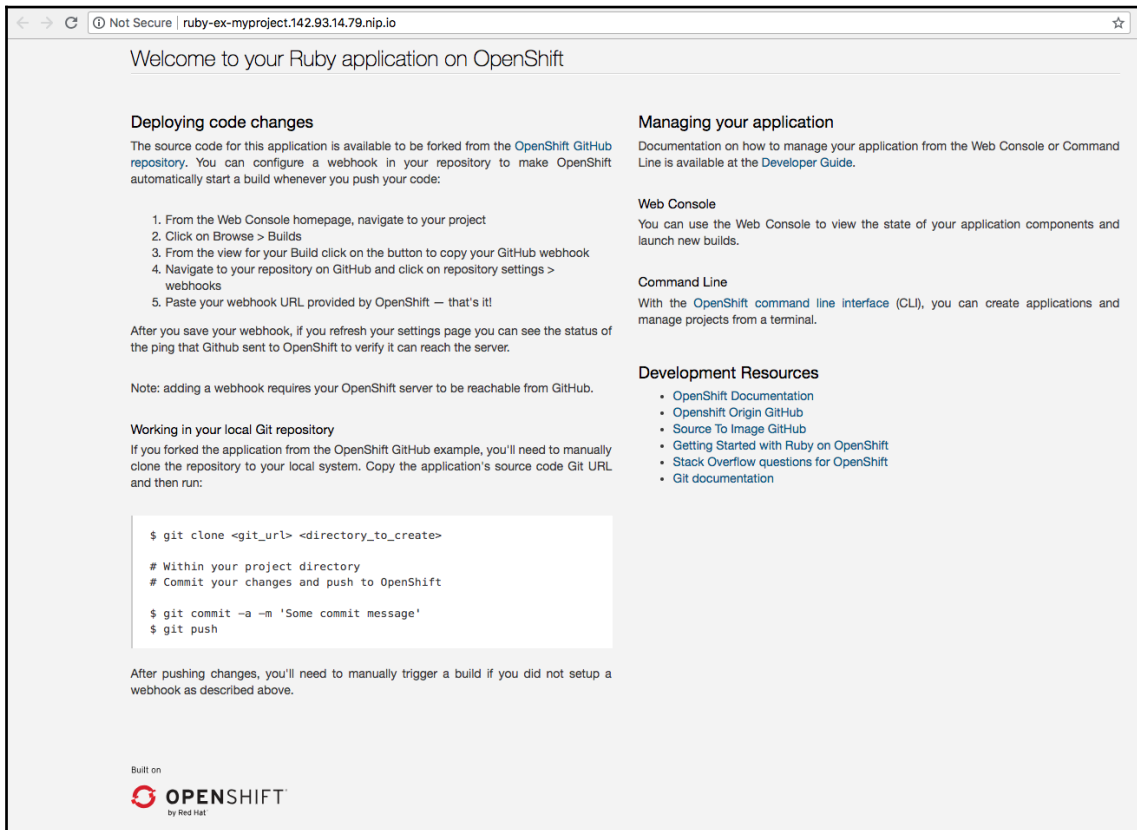 Not Secure | ruby-ex-myproject.142.93.14.79.nip.io
Welcome to your Ruby application on OpenShift
Deploying code changes
The source code for this application is available to be forked from the OpenShift GitHub
repository. You can configure a webhook in your repository to make OpenShift
automatically start a build whenever you push your code:
1. From the Web Console homepage, navigate to your project
2. Click on Browse > Builds
3. From the view for your Build click on the button to copy your GitHub webhook
4. Navigate to your repository on GitHub and click on repository settings >
webhooks
5. Paste your webhook URL provided by OpenShift — that's it!
After you save your webhook, if you refresh your settings page you can see the status of
the ping that Github sent to OpenShift to verify it can reach the server.
Note: adding a webhook requires your OpenShift server to be reachable from GitHub.
Working in your local Git repository
If you forked the application from the OpenShift GitHub example, you'll need to manually
clone the repository to your local system. Copy the application's source code Git URL
and then run:
$ git clone <git_url> <directory_to_create>
# Within your project directory
# Commit your changes and push to OpenShift
$ git commit –a –m 'Some commit message'
$ git push
After pushing changes, you'll need to manually trigger a build if you did not setup a
webhook as described above.
Managing your application
Documentation on how to manage your application from the Web Console or Command
Line is available at the Developer Guide.
Web Console
You can use the Web Console to view the state of your application components and
launch new builds.
Command Line
With the OpenShift command line interface (CLI), you can create applications and
manage projects from a terminal.
Development Resources
• OpenShift Documentation
• Openshift Origin GitHub
• Source To Image GitHub
• Getting Started with Ruby on OpenShift
• Stack Overflow questions for OpenShift
• Git documentation
Built on
OPENSHIFT
by Red Hat